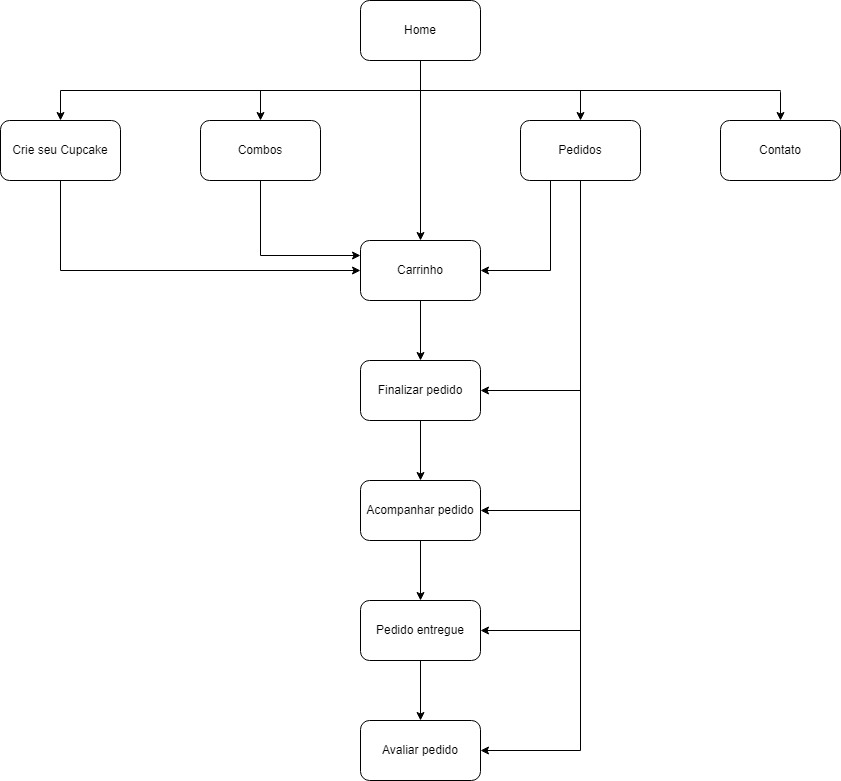 Home
Crie seu Cupcake
Combos
Pedidos
Contato
Carrinho
Finalizar pedido
Acompanhar pedido
Pedido entregue
Avaliar pedido